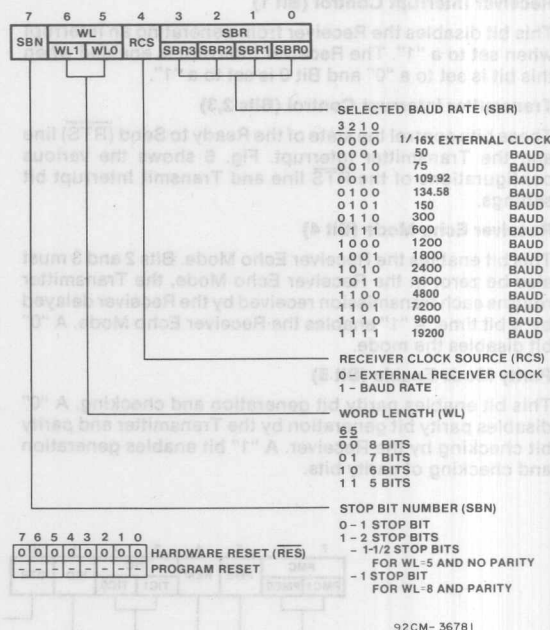 7 6 5 4 3 2 1 0
SBN WL RCS SBR
WL1 WL0 SBR3 SBR2 SBR1 SBR0
SELECTED BAUD RATE (SBR)
3 2 1 0
0 0 0 0 1/16X EXTERNAL CLOCK
0 0 0 1 50 BAUD
0 0 1 0 75 BAUD
0 0 1 1 109.92 BAUD
0 1 0 0 134.58 BAUD
0 1 0 1 150 BAUD
0 1 1 0 300 BAUD
0 1 1 1 600 BAUD
1 0 0 0 1200 BAUD
1 0 0 1 1800 BAUD
1 0 1 0 2400 BAUD
1 0 1 1 3600 BAUD
1 1 0 0 4800 BAUD
1 1 0 1 7200 BAUD
1 1 1 0 9600 BAUD
1 1 1 1 19200 BAUD
RECEIVER CLOCK SOURCE (RCS)
0 – EXTERNAL RECEIVER CLOCK
1 – BAUD RATE
WORD LENGTH (WL)
6 5
0 0 8 BITS
0 1 7 BITS
1 0 6 BITS
1 1 5 BITS
STOP BIT NUMBER (SBN)
0 – 1 STOP BIT
1 – 2 STOP BITS
– 1-1/2 STOP BITS
FOR WL=5 AND NO PARITY
– 1 STOP BIT
FOR WL=8 AND PARITY
7 6 5 4 3 2 1 0
0 0 0 0 0 0 0 0 HARDWARE RESET (RES)
– – – – – – – – PROGRAM RESET
92CM-36781